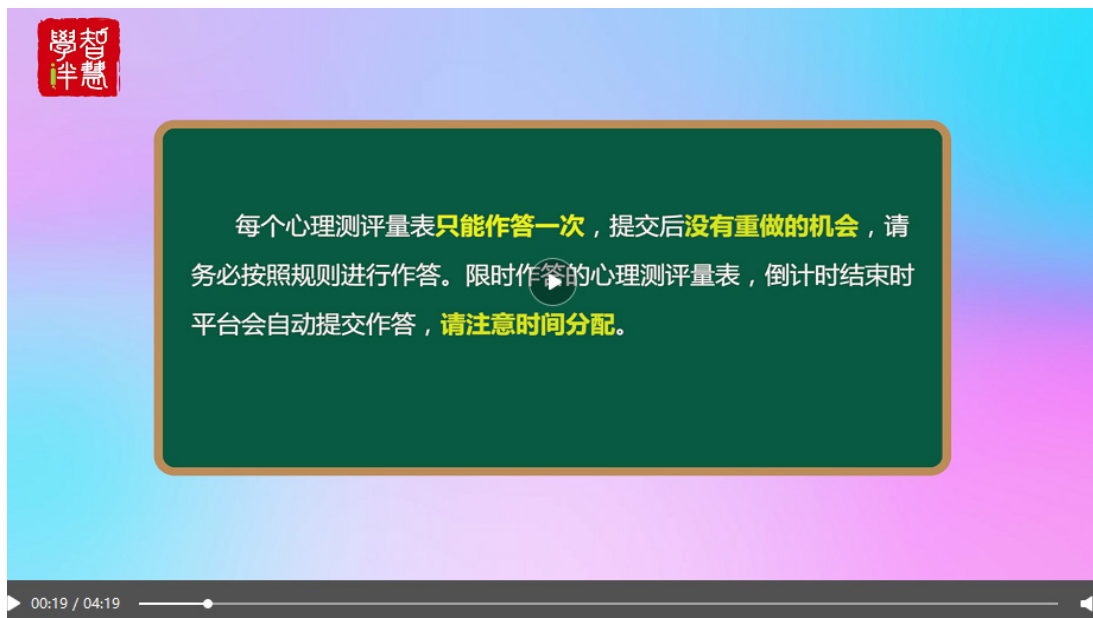 智慧
學伴
每个心理测评量表只能作答一次，提交后没有重做的机会，请
务必按照规则进行作答。限时作答的心理测评量表，倒计时结束时
平台会自动提交作答，请注意时间分配。
00:19 / 04:19